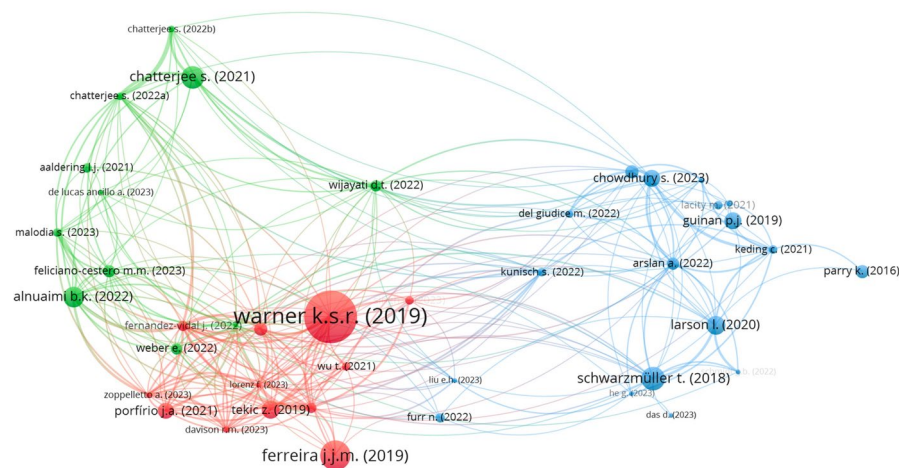 chatterjee s. (2022b)
chatterjee s. (2021)
chatterjee s. (2022a)
aaldering l.j. (2021)
de lucas ancillo a. (2023)
wijayati d.t. (2022)
chowdhury s. (2023)
lacity m. (2021)
del giudice m. (2022)
guinan p.j. (2019)
malodia s. (2023)
keding c. (2021)
feliciano-cestero m.m. (2023)
kunisch s. (2022)
arslan a. (2022)
parry k. (2016)
alnuaimi b.k. (2022)
warner k.s.r. (2019)
fernandez-vidal j. (2022)
larson l. (2020)
weber e. (2022)
wu t. (2021)
schwarzmüller t. (2018)
liu e.h. (2023)
lorenz f. (2023)
zoppelletto a. (2023)
he g. (2023)
porfírio j.a. (2021)
tekic z. (2019)
furr n. (2022)
das d. (2023)
davison r.m. (2023)
ferreira j.j.m. (2019)